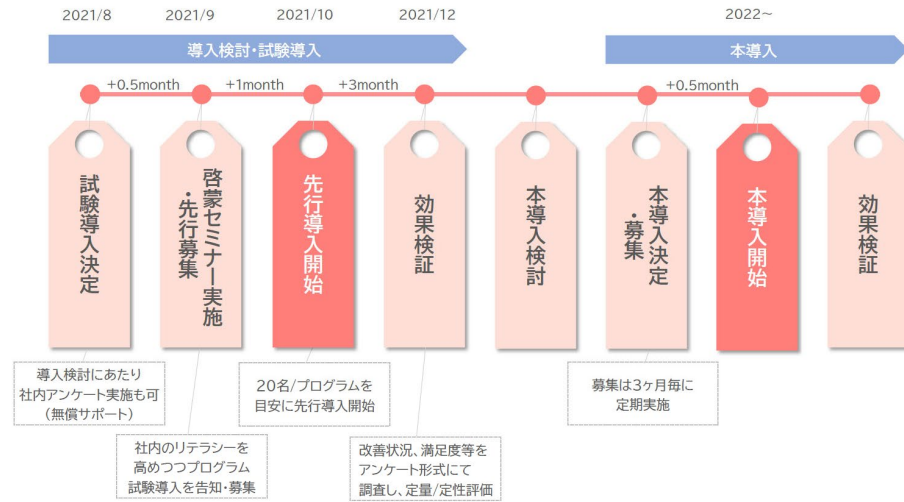 2021/8
2021/9
2021/10
2021/12
2022~
導入検討・試験導入
本導入
+0.5month
+1month
+3month
+0.5month
試験導入決定
啓蒙セミナー実施
・先行募集
先行導入開始
効果検証
本導入検討
本導入決定
・募集
本導入開始
効果検証
導入検討にあたり
社内アンケート実施も可
(無償サポート)
社内のリテラシーを
高めつつプログラム
試験導入を告知・募集
20名/プログラムを
目安に先行導入開始
改善状況、満足度等を
アンケート形式にて
調査し、定量/定性評価
募集は3ヶ月毎に
定期実施